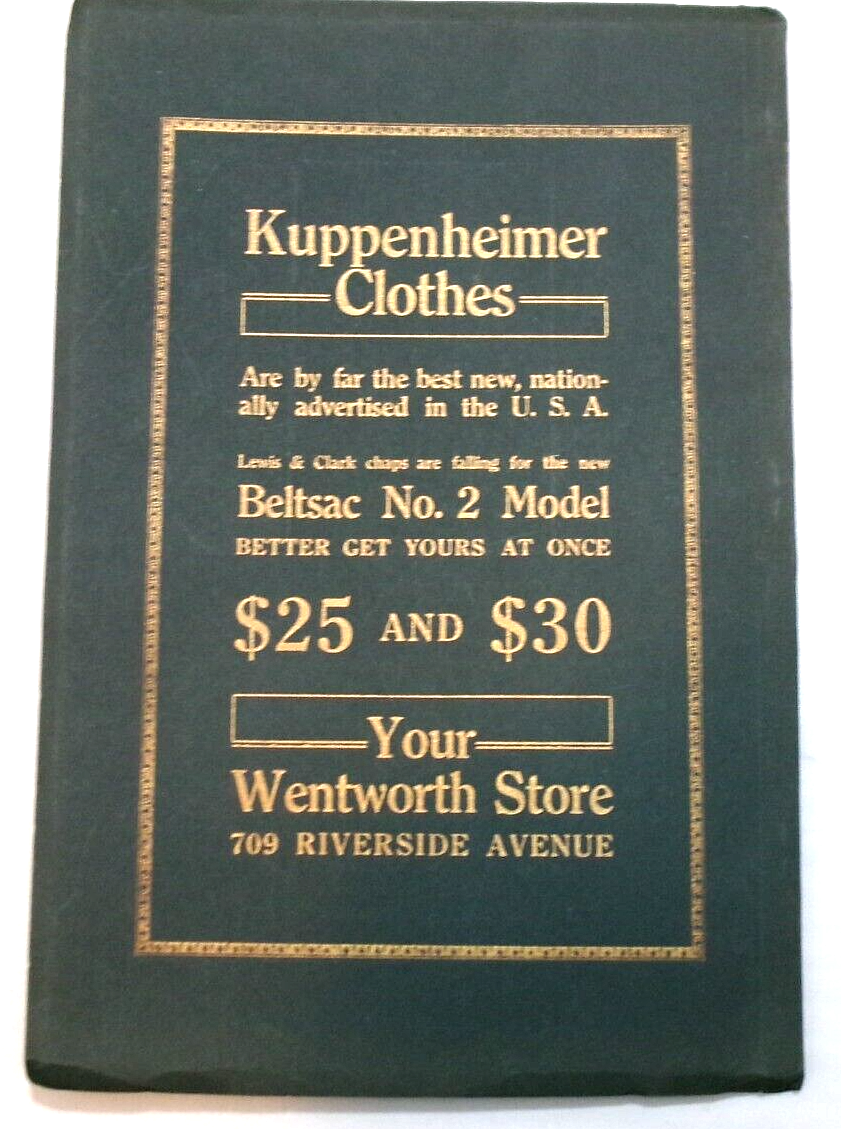 Kuppenheimer
Clothes
Are by far the best new, nation-
ally advertised in the U. S. A.
Lewis & Clark chaps are falling for the new
Beltsac No. 2 Model
BETTER GET YOURS AT ONCE
$25 AND $30
Your
Wentworth Store
709 RIVERSIDE AVENUE